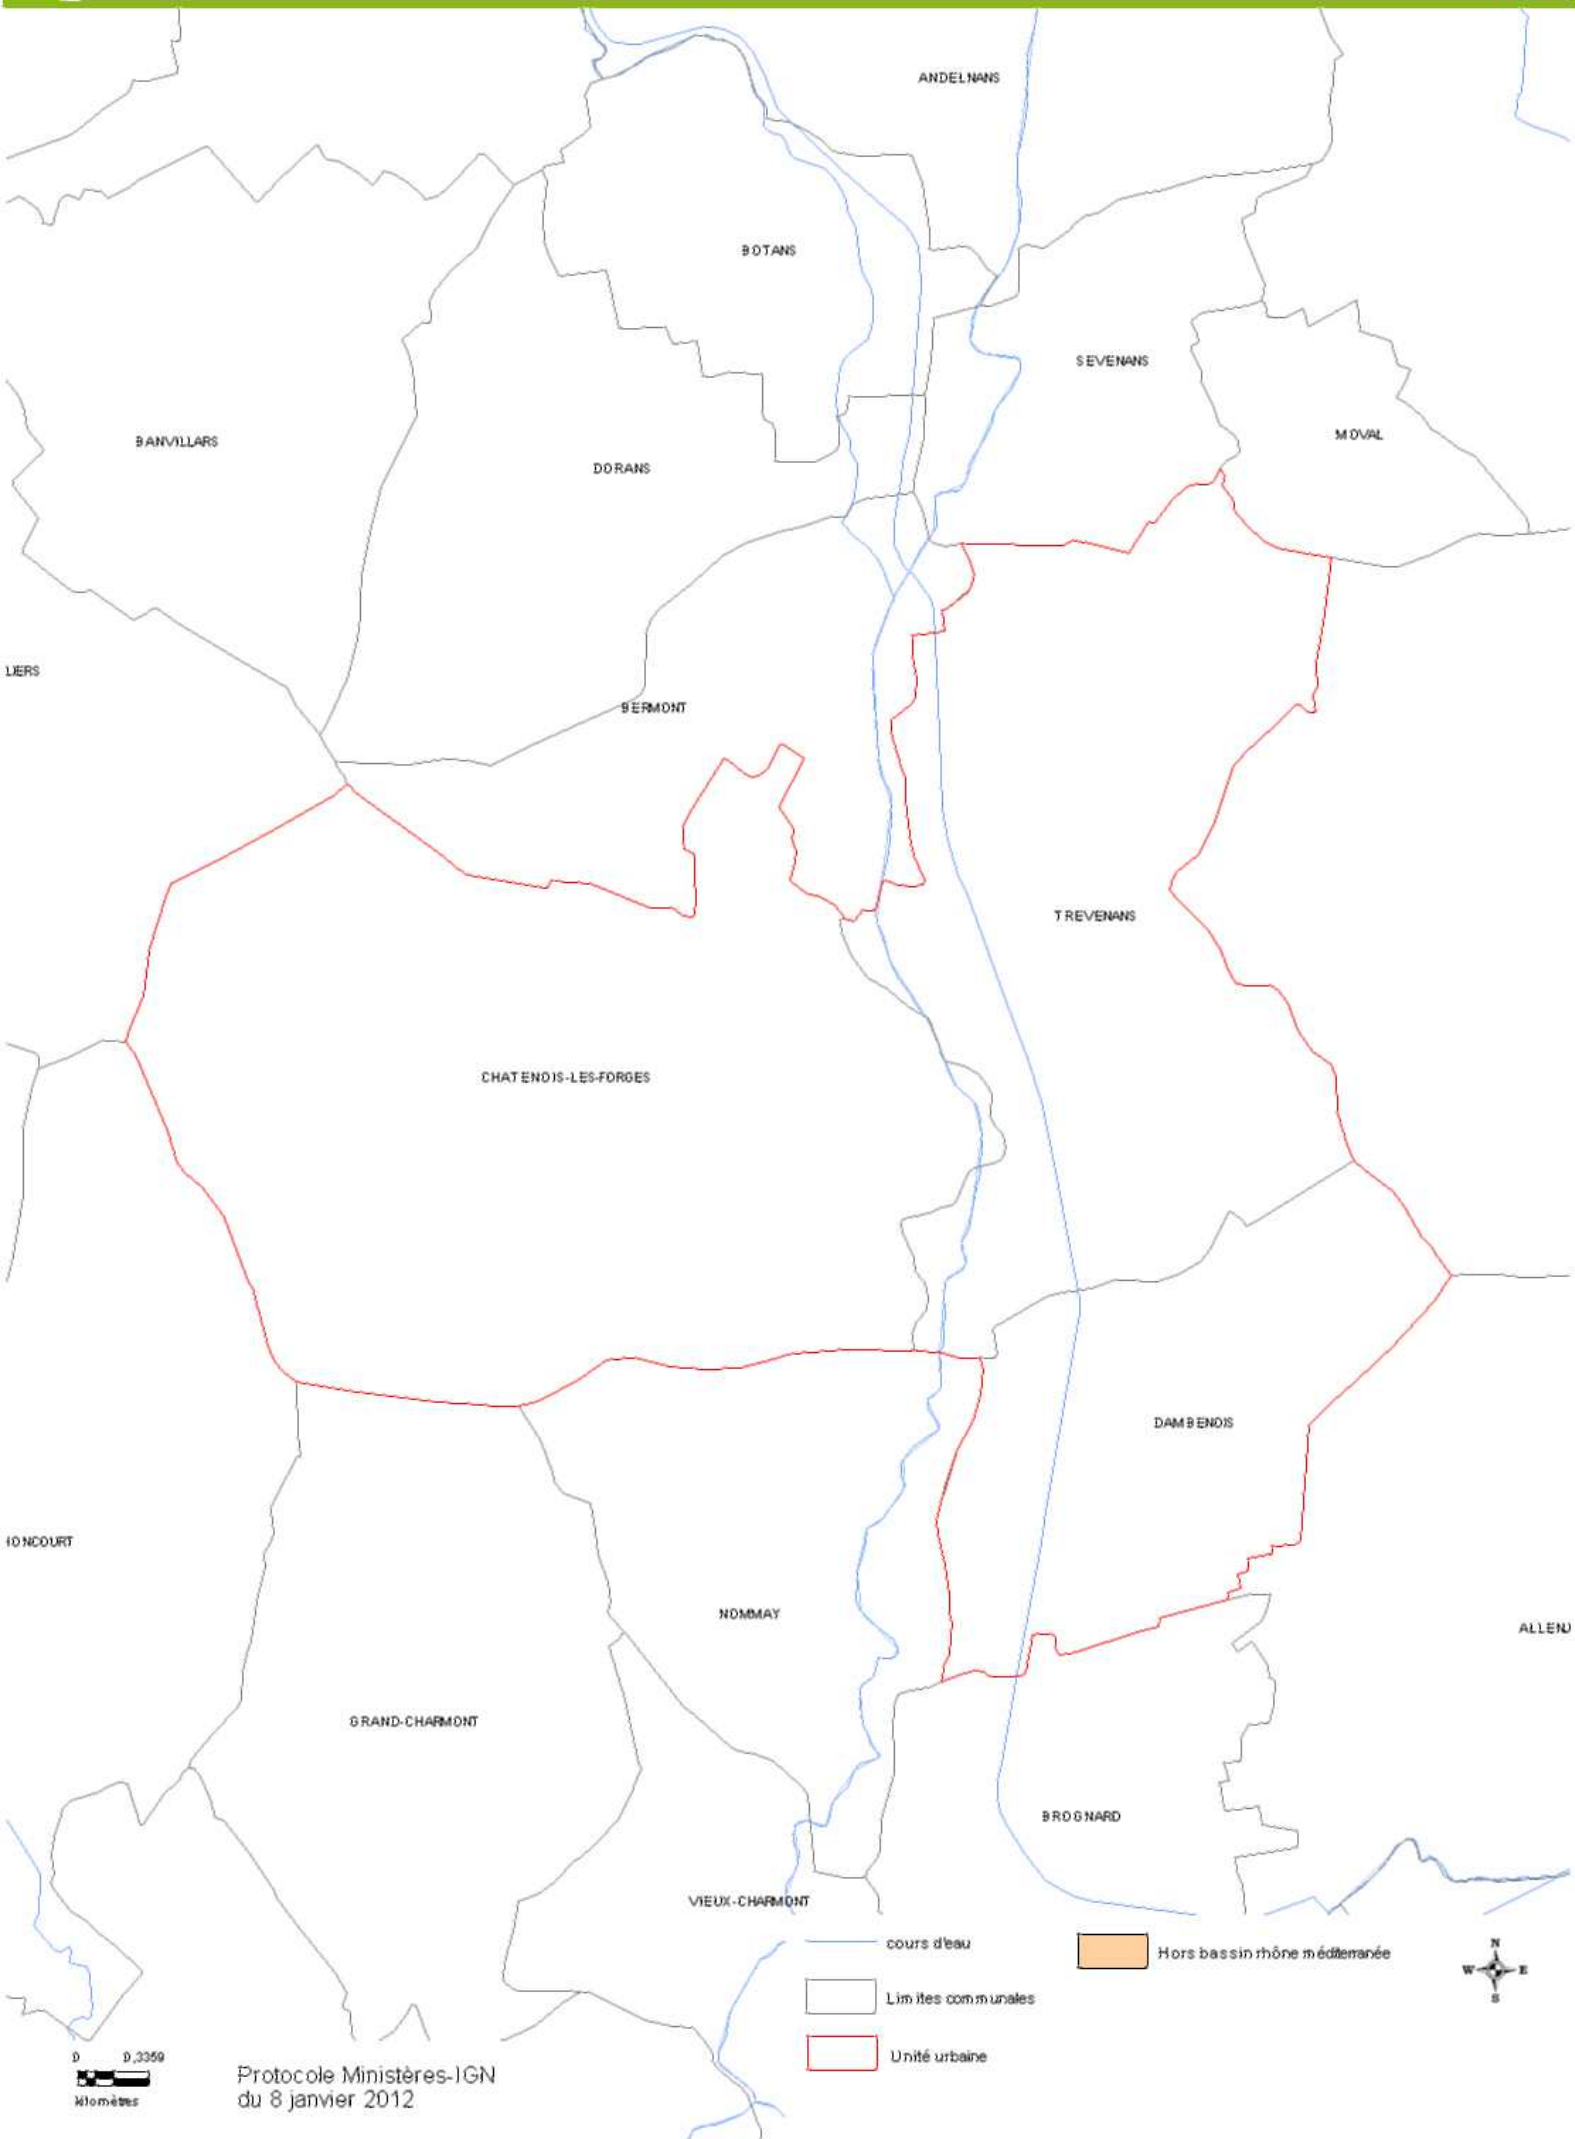 ANDELNANS
BOTANS
SEVENANS
MOVAL
BANVILLARS
DORANS
LIERS
BERMONT
TREVENANS
CHATENOIS-LES-FORGES
DAMBENOIS
IONCOURT
NOMMAY
ALLENJ
GRAND-CHARMONT
BROGNARD
VIEUX-CHARMONT
cours d'eau
Hors bassin rhône méditerranée
N
W E
S
Limites communales
Unité urbaine
0 0,3359
kilomètres
Protocole Ministères-IGN
du 8 janvier 2012